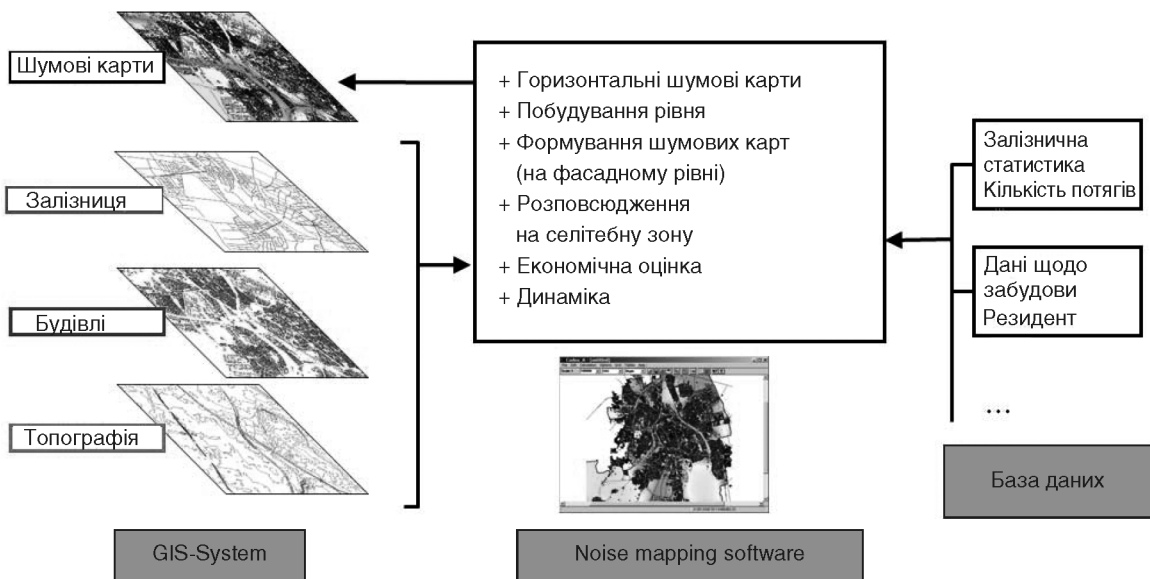 Шумові карти
Залізниця
Будівлі
Топографія
GIS-System
+ Горизонтальні шумові карти
+ Побудування рівня
+ Формування шумових карт
(на фасадному рівні)
+ Розповсюдження
на селітебну зону
+ Економічна оцінка
+ Динаміка
Noise mapping software
Залізнична
статистика
Кількість потягів
...
Дані щодо
забудови
Резидент
...
База даних